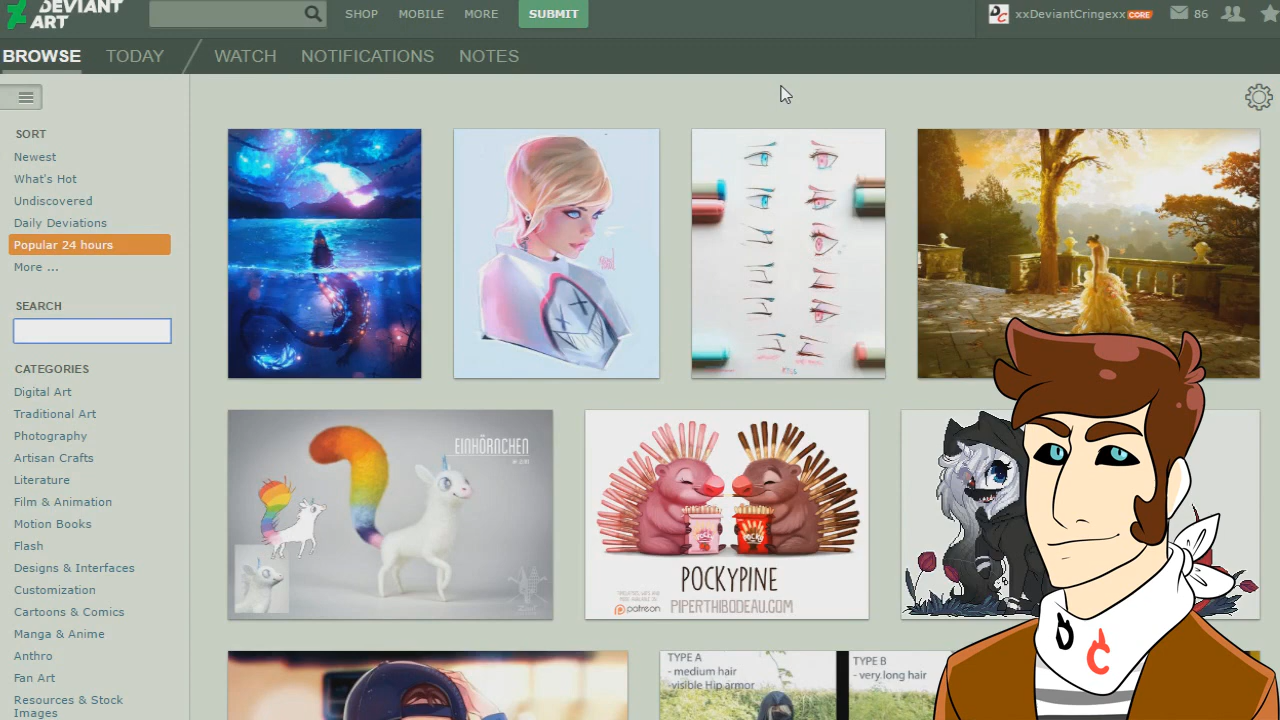 DEVIANT
ART
SHOP
MOBILE
MORE
SUBMIT
xxDeviantCringexx CORE
86
BROWSE
TODAY
WATCH
NOTIFICATIONS
NOTES
SORT
Newest
What's Hot
Undiscovered
Daily Deviations
Popular 24 hours
More ...
SEARCH
CATEGORIES
Digital Art
Traditional Art
Photography
Artisan Crafts
Literature
Film & Animation
Motion Books
Flash
Designs & Interfaces
Customization
Cartoons & Comics
Manga & Anime
Anthro
Fan Art
Resources & Stock
Images
EINHÖRNCHEN
POCKYPINE
patreon
PIPERTHIBODEAU.COM
POCKY
DC
TYPE A
- medium hair
-visible Hip armor
TYPE B
- very.long hair